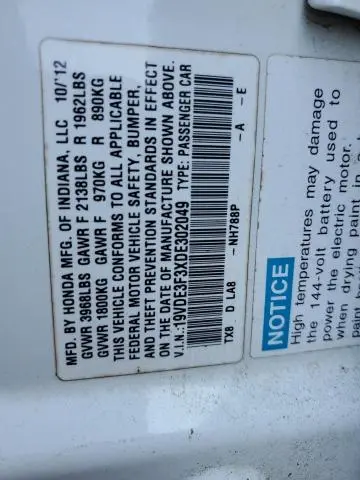 MFD. BY HONDA MFG. OF INDIANA, LLC 10/'12
GVWR 3968LBS GAWR F 2138LBS R 1962LBS
GVWR 1800KG GAWR F 970KG R 890KG
THIS VEHICLE CONFORMS TO ALL APPLICABLE
FEDERAL MOTOR VEHICLE SAFETY, BUMPER,
AND THEFT PREVENTION STANDARDS IN EFFECT
ON THE DATE OF MANUFACTURE SHOWN ABOVE.
V.I.N.:19VDE3F3XDE302049 TYPE: PASSENGER CAR
TX8 D LA8 -NH788P -A -E
NOTICE
High temperatures may damage
the 144-volt battery used to
power the electric motor.
when drying paint in a